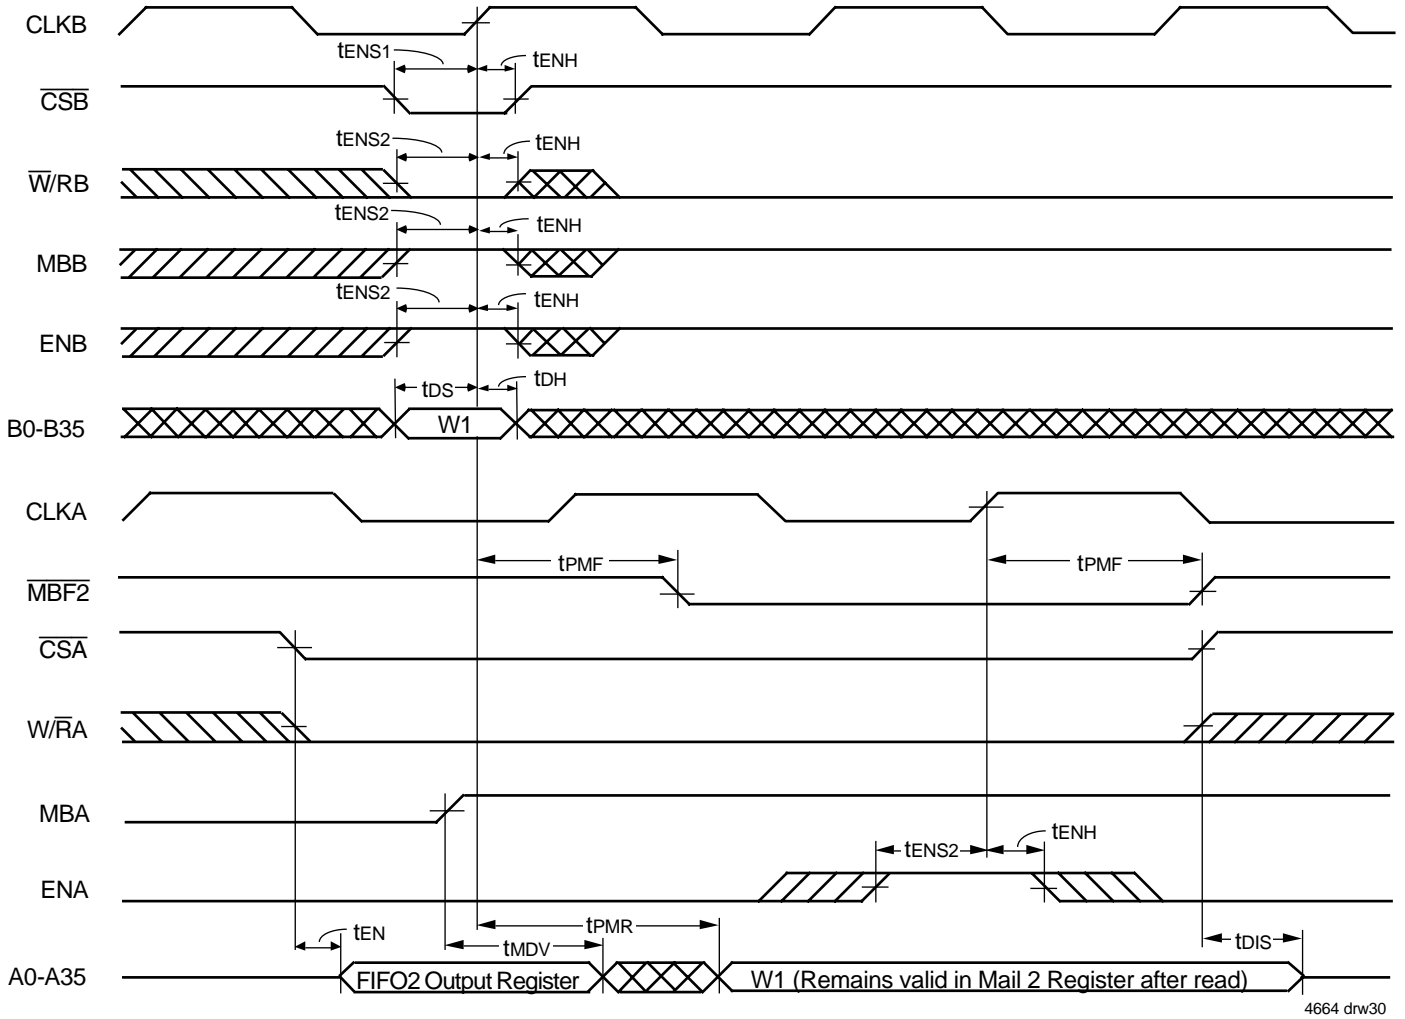 CLKB
tENS1
tENH
CSB
tENS2
tENH
W/RB
tENS2
tENH
MBB
tENS2
tENH
ENB
tDS
tDH
B0-B35
W1
CLKA
tPMF
tPMF
MBF2
CSA
W/RA
MBA
tENS2
tENH
ENA
tEN
tPMR
tMDV
tDIS
A0-A35
FIFO2 Output Register
W1 (Remains valid in Mail 2 Register after read)
4664 drw30